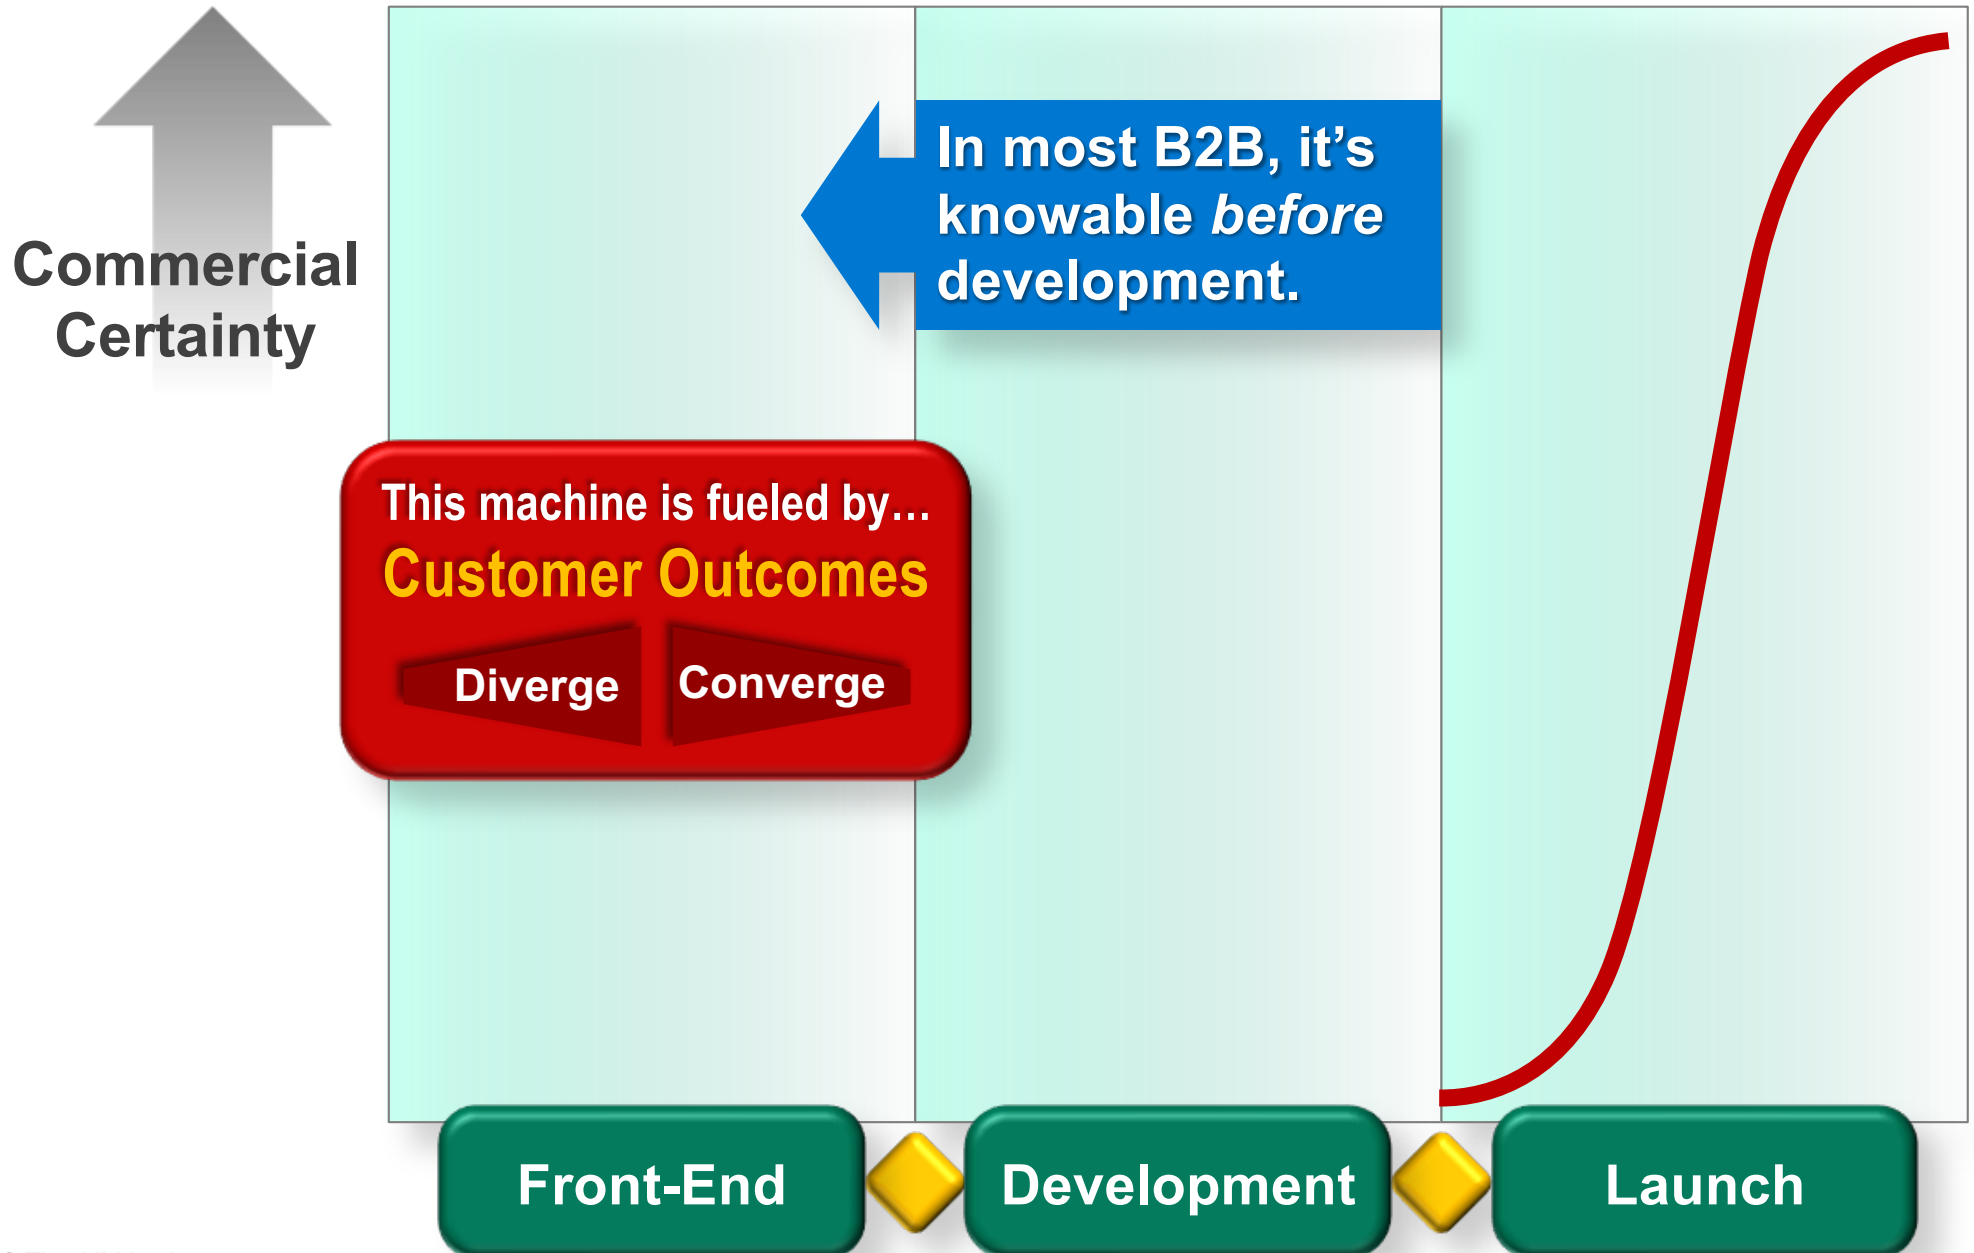 Commercial
Certainty
In most B2B, it’s
knowable before
development.
This machine is fueled by…
Customer Outcomes
Diverge
Converge
Front-End
Development
Launch